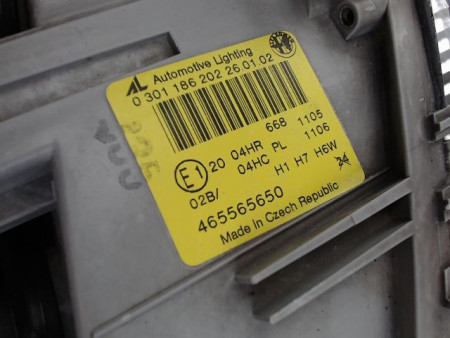 AL Automotive Lighting
0 301 186 202 26.01.02
E1 20 04HR 668 1105
02B/ 04HC PL 1106
H1 H7 H6W
465565650
Made in Czech Republic